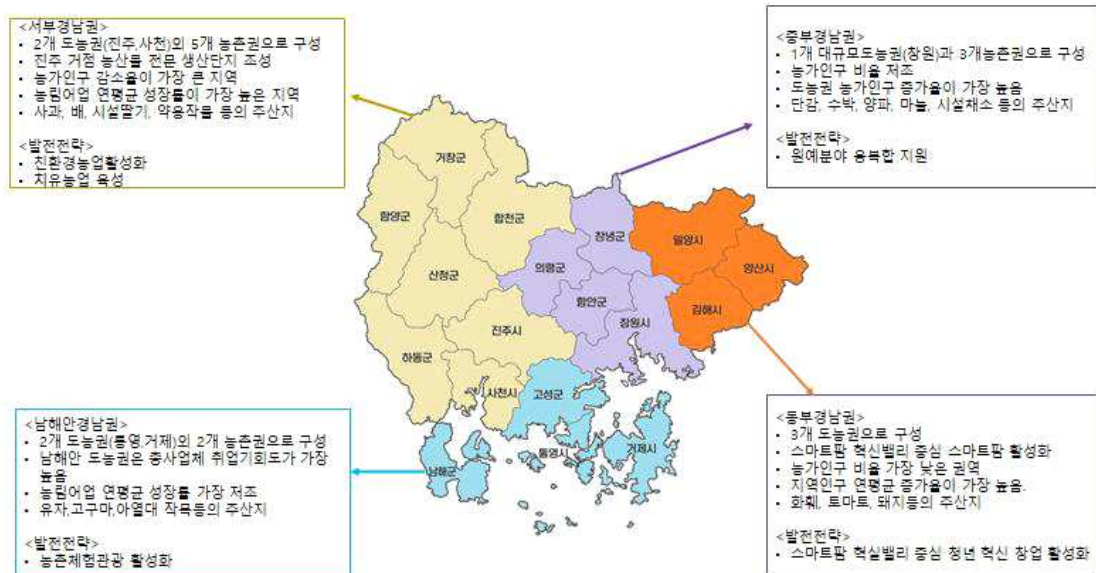 <서부경남권>
• 2개 도농권(진주,사천)외 5개 농촌권으로 구성
• 진주 거점 농산물 전문 생산단지 조성
• 농가인구 감소율이 가장 큰 지역
• 농림어업 연평균 성장률이 가장 높은 지역
• 사과, 배, 시설딸기, 약용작물 등의 주산지
<발전전략>
• 친환경농업활성화
• 치유농업 육성
<중부경남권>
• 1개 대규모도농권(창원)과 3개농촌권으로 구성
• 농가인구 비율 저조
• 도농권 농가인구 증가율이 가장 높음
• 단감, 수박, 양파, 마늘, 시설채소 등의 주산지
<발전전략>
• 원예분야 융복합 지원
거창군
함양군
합천군
창녕군
밀양시
양산시
산청군
의령군
함안군
김해시
창원시
진주시
하동군
사천시
고성군
통영시
거제시
남해군
<남해안경남권>
• 2개 도농권(통영,거제)외 2개 농촌권으로 구성
• 남해안 도농권은 총사업체 취업기회도가 가장
높음
• 농림어업 연평균 성장률 가장 저조
• 유자,고구마,아열대 작목등의 주산지
<발전전략>
• 농촌체험관광 활성화
<동부경남권>
• 3개 도농권으로 구성
• 스마트팜 혁신밸리 중심 스마트팜 활성화
• 농가인구 비율 가장 낮은 권역
• 지역인구 연평균 증가율이 가장 높음.
• 화훼, 토마토, 돼지등의 주산지
<발전전략>
• 스마트팜 혁실밸리 중심 청년 혁신 창업 활성화